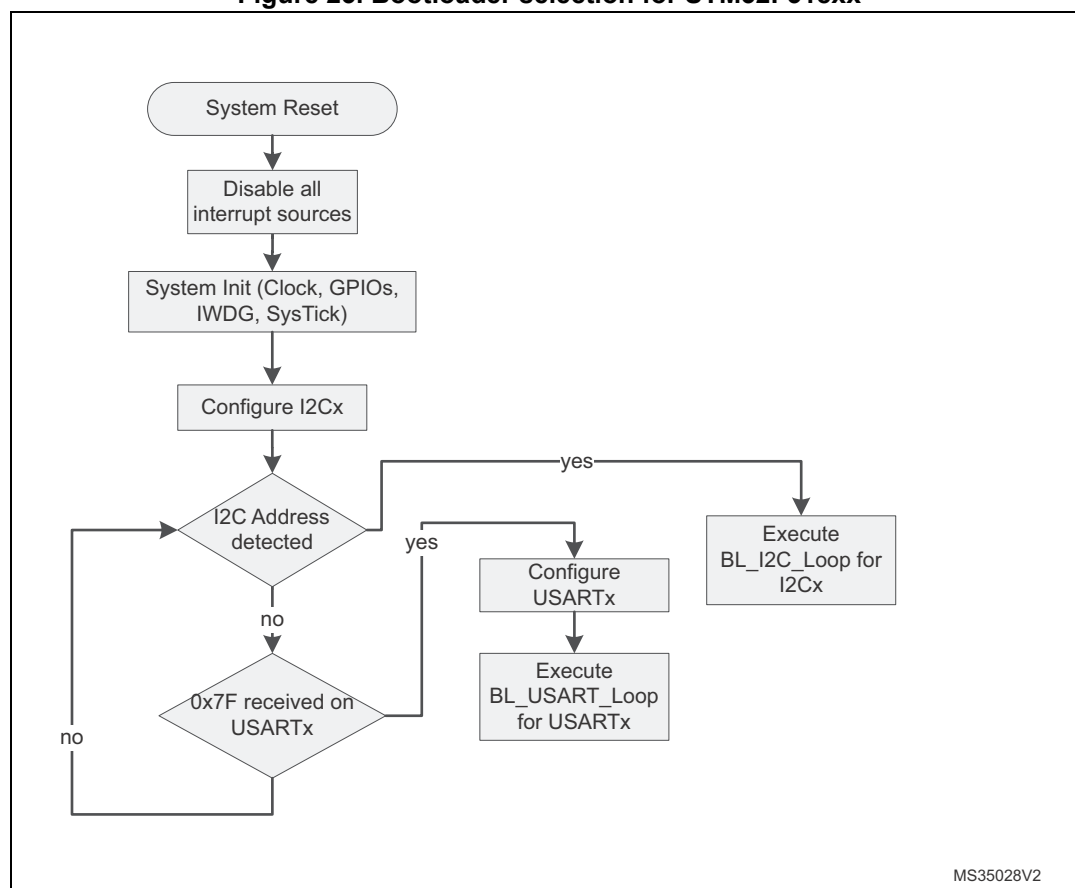 System Reset
Disable all
interrupt sources
System Init (Clock, GPIOs,
IWDG, SysTick)
Configure I2Cx
yes
I2C Address
detected
yes
Execute
BL_I2C_Loop for
I2Cx
Configure
USARTx
no
Execute
BL_USART_Loop
for USARTx
0x7F received on
USARTx
no
MS35028V2